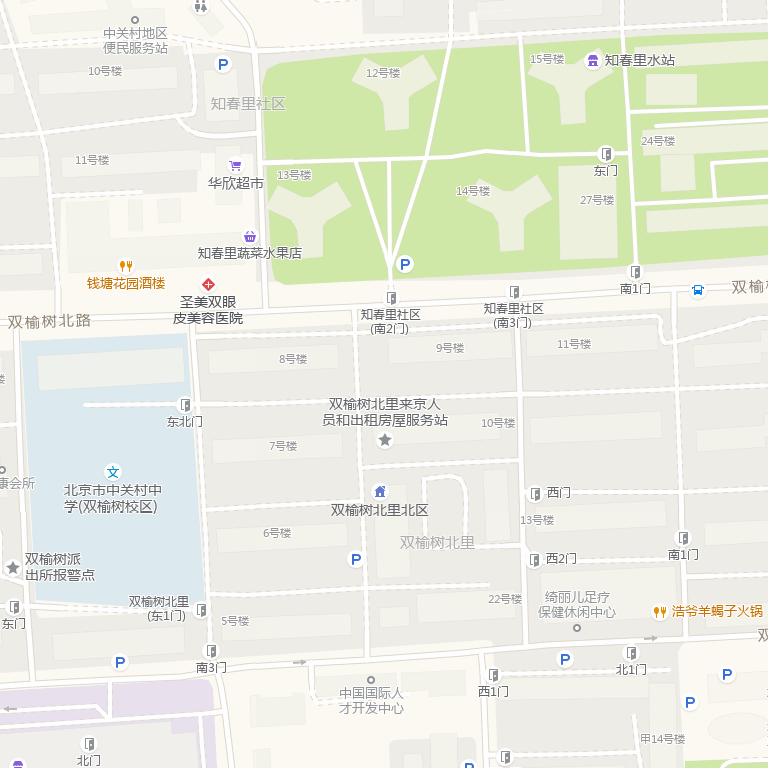 中关村地区
便民服务站
P
10号楼
12号楼
15号楼
知春里水站
知春里社区
24号楼
11号楼
东门
华欣超市
13号楼
14号楼
27号楼
知春里蔬菜水果店
P
钱塘花园酒楼
圣美双眼
皮美容医院
南1门
双榆树北路
知春里社区
(南2门)
知春里社区
(南3门)
8号楼
9号楼
11号楼
双榆树北里来京人
员和出租房屋服务站
东北门
10号楼
7号楼
文
北京市中关村中
学(双榆树校区)
康会所
西门
双榆树北里北区
13号楼
6号楼
双榆树北里
南1门
双榆树派
出所报警点
P
西2门
双榆树北里
(东1门)
22号楼
绮丽儿足疗
保健休闲中心
浩爷羊蝎子火锅
东门
5号楼
双
P
南3门
P
北1门
中国国际人
才开发中心
西1门
P
P
甲14号楼
北门
P